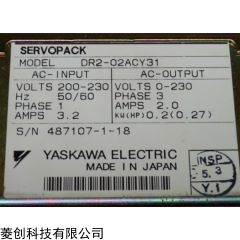 SERVOPACK
MODEL DR2-02ACY31
AC-INPUT AC-OUTPUT
VOLTS 200-230 VOLTS 0-230
Hz 50/60 PHASE 3
PHASE 1 AMPS 2.0
AMPS 3.2 KW(HP) 0.2(0.27)
S/N 487107-1-18
YASKAWA ELECTRIC
MADE IN JAPAN
INSP
5.3
Y.I
菱创科技有限公司